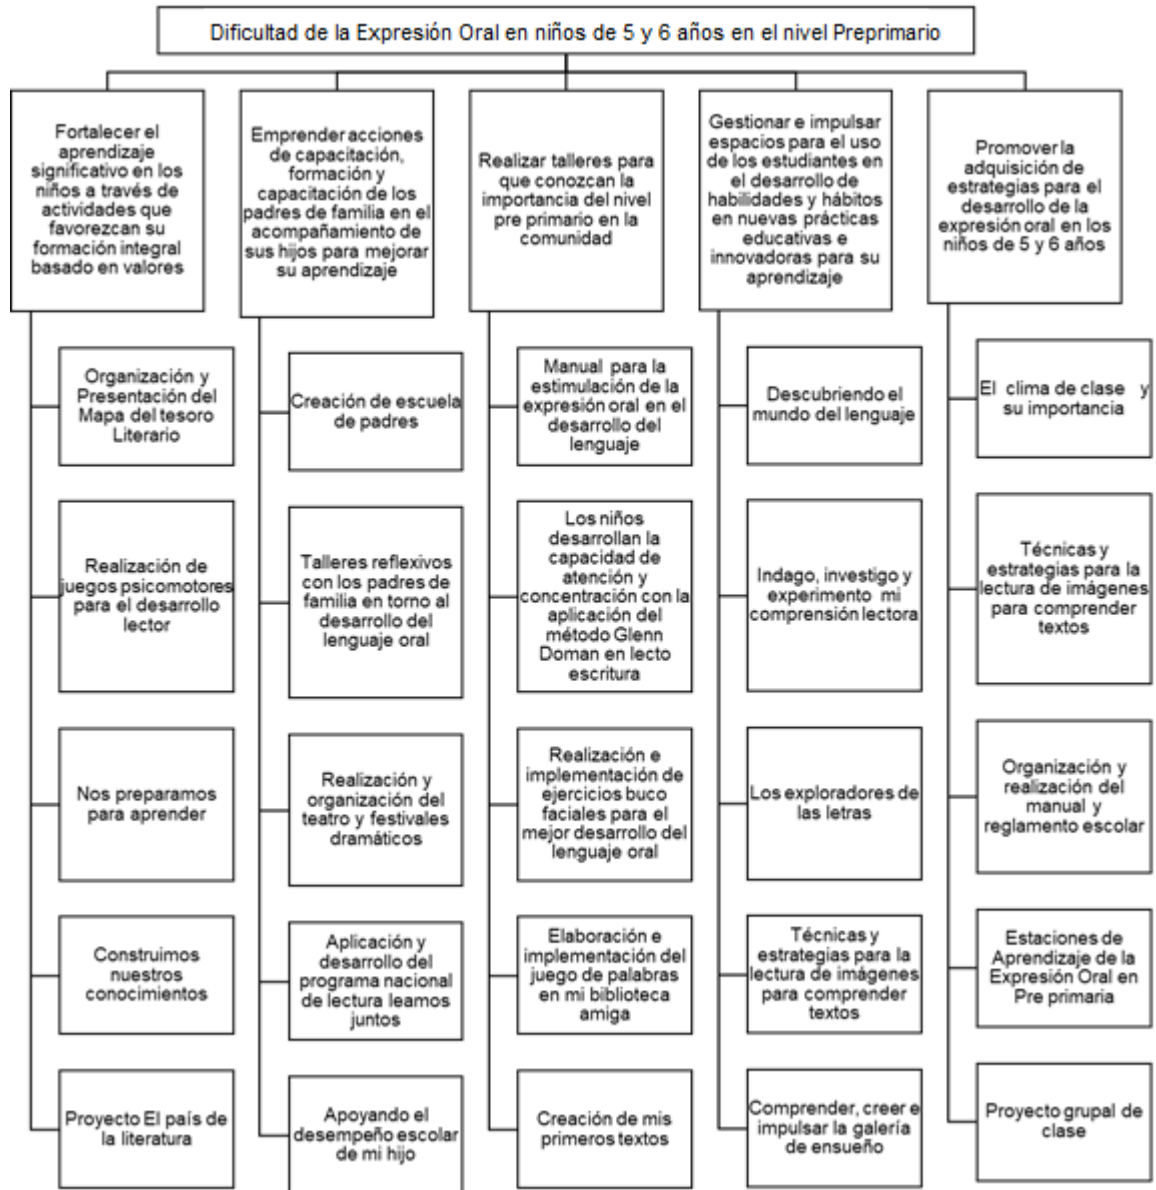 Dificultad de la Expresión Oral en niños de 5 y 6 años en el nivel Preprimario
Fortalecer el
aprendizaje
significativo en los
niños a través de
actividades que
favorezcan su
formación integral
basado en valores
Emprender acciones
de capacitación,
formación y
capacitación de los
padres de familia en el
acompañamiento de
sus hijos para mejorar
su aprendizaje
Realizar talleres para
que conozcan la
importancia del nivel
pre primario en la
comunidad
Gestionar e impulsar
espacios para el uso
de los estudiantes en
el desarrollo de
habilidades y hábitos
en nuevas prácticas
educativas e
innovadoras para su
aprendizaje
Promover la
adquisición de
estrategias para el
desarrollo de la
expresión oral en los
niños de 5 y 6 años
Organización y
Presentación del
Mapa del tesoro
Literario
Creación de escuela
de padres
Manual para la
estimulación de la
expresión oral en el
desarrollo del
lenguaje
Descubriendo el
mundo del lenguaje
El clima de clase y
su importancia
Realización de
juegos psicomotores
para el desarrollo
lector
Talleres reflexivos
con los padres de
familia en torno al
desarrollo del
lenguaje oral
Los niños
desarrollan la
capacidad de
atención y
concentración con la
aplicación del
método Glenn
Doman en lecto
escritura
Indago, investigo y
experimento mi
comprensión lectora
Técnicas y
estrategias para la
lectura de imágenes
para comprender
textos
Nos preparamos
para aprender
Realización y
organización del
teatro y festivales
dramáticos
Realización e
implementación de
ejercicios buco
faciales para el
mejor desarrollo del
lenguaje oral
Los exploradores de
las letras
Organización y
realización del
manual y
reglamento escolar
Construimos
nuestros
conocimientos
Aplicación y
desarrollo del
programa nacional
de lectura leamos
juntos
Elaboración e
implementación del
juego de palabras
en mi biblioteca
amiga
Técnicas y
estrategias para la
lectura de imágenes
para comprender
textos
Estaciones de
Aprendizaje de la
Expresión Oral en
Pre primaria
Proyecto El país de
la literatura
Apoyando el
desempeño escolar
de mi hijo
Creación de mis
primeros textos
Comprender, creer e
impulsar la galería
de ensueño
Proyecto grupal de
clase